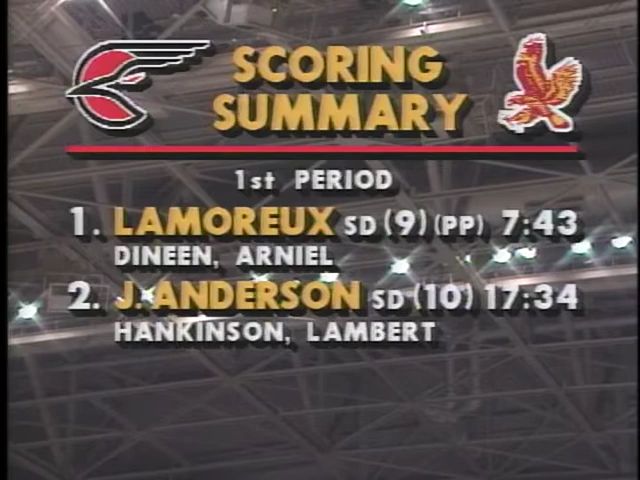 SCORING
SUMMARY
1st PERIOD
1. LAMOREUX SD (9) (PP) 7:43
DINEEN, ARNIEL
2. J. ANDERSON SD (10) 17:34
HANKINSON, LAMBERT